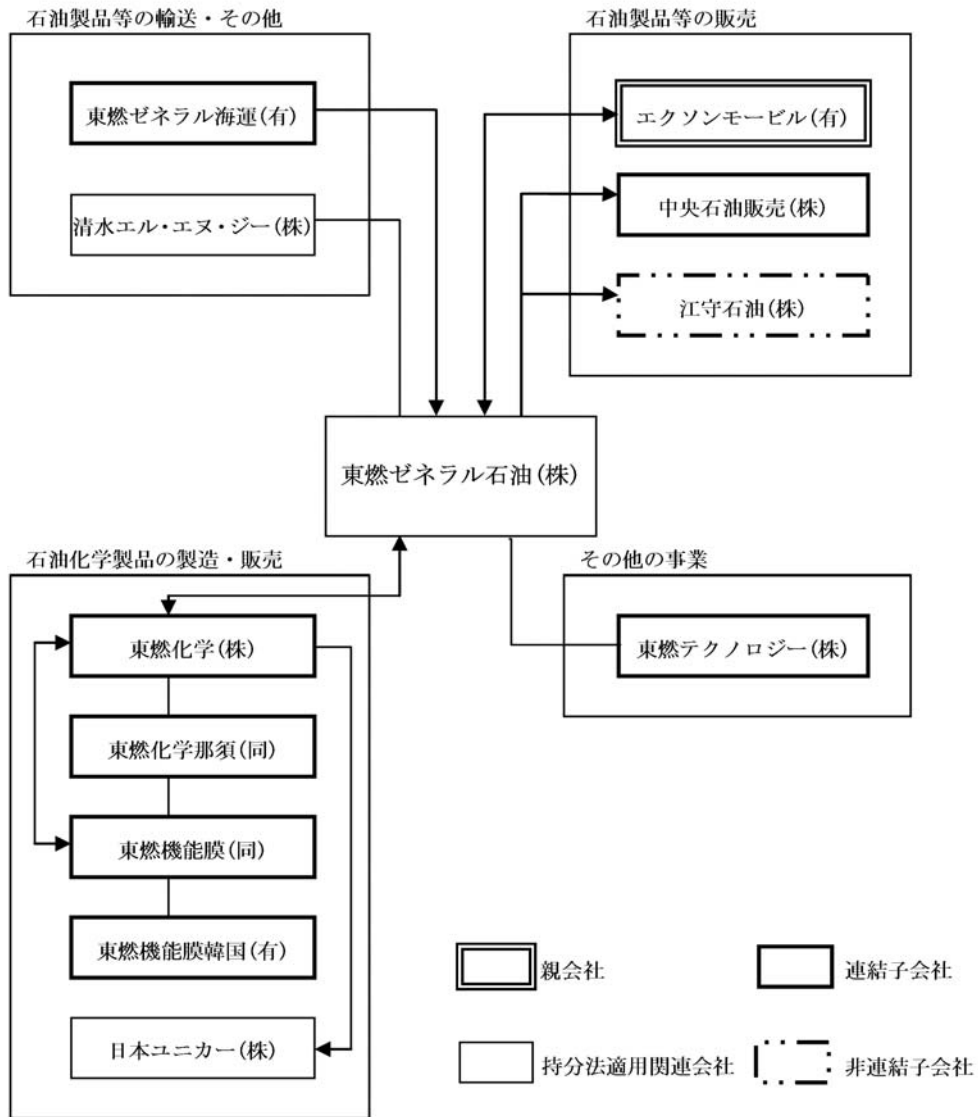 石油製品等の輸送・その他
東燃ゼネラル海運(有)
清水エル・エヌ・ジー(株)
石油製品等の販売
エクソンモービル(有)
中央石油販売(株)
江守石油(株)
東燃ゼネラル石油(株)
石油化学製品の製造・販売
東燃化学(株)
東燃化学那須(同)
東燃機能膜(同)
東燃機能膜韓国(有)
日本ユニカー(株)
その他の事業
東燃テクノロジー(株)
親会社
連結子会社
持分法適用関連会社
非連結子会社